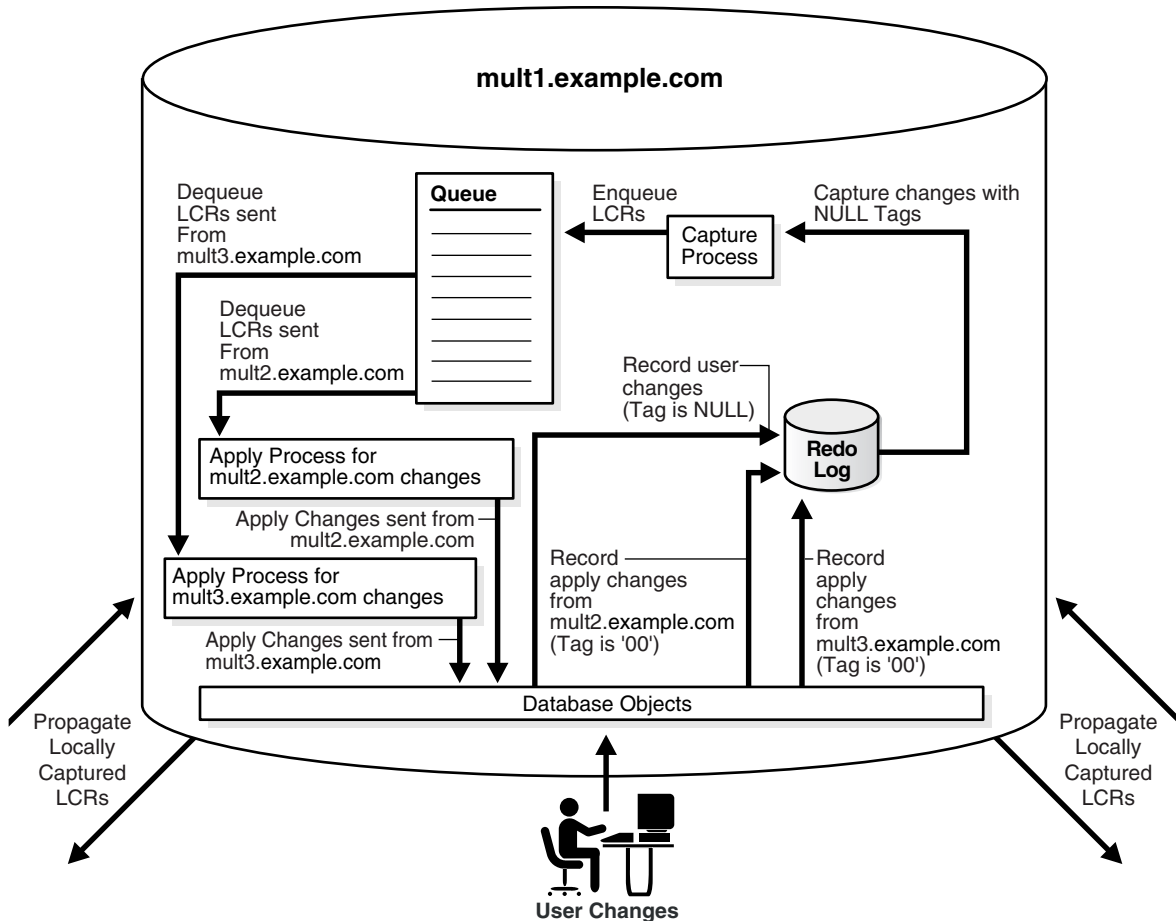 mult1.example.com
Dequeue
LCRs sent
From
mult3.example.com
Queue
Enqueue
LCRs
Capture
Process
Capture changes with
NULL Tags
Dequeue
LCRs sent
From
mult2.example.com
Record user
changes
(Tag is NULL)
Redo
Log
Apply Process for
mult2.example.com changes
Apply Changes sent from
mult2.example.com
Apply Process for
mult3.example.com changes
Apply Changes sent from
mult3.example.com
Record
apply changes
from
mult2.example.com
(Tag is '00')
Record
apply
changes
from
mult3.example.com
(Tag is '00')
Database Objects
Propagate
Locally
Captured
LCRs
Propagate
Locally
Captured
LCRs
User Changes